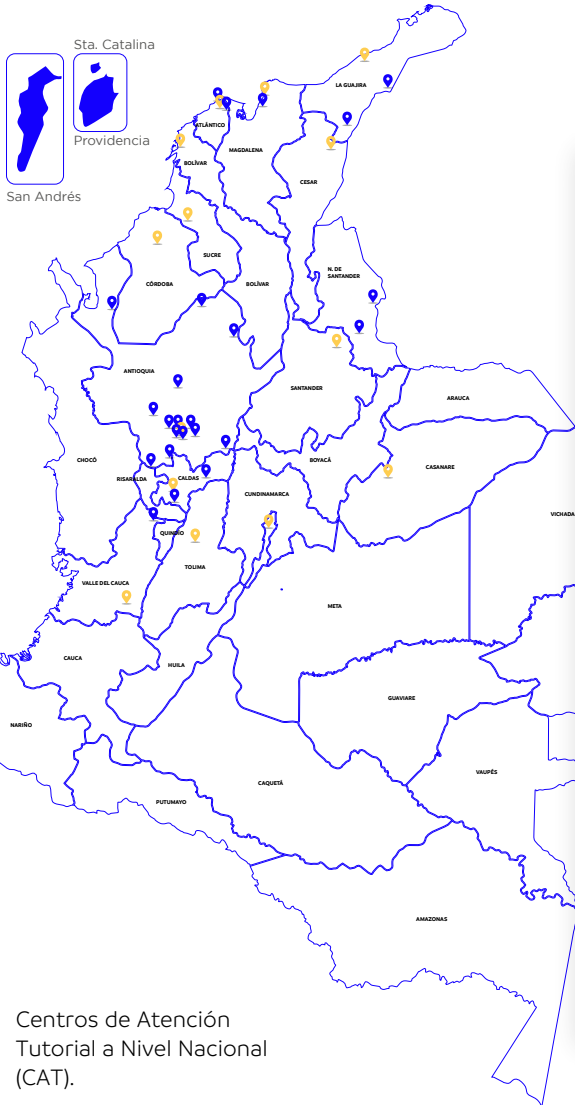 Sta. Catalina
Providencia
San Andrés
LA GUAJIRA
ATLÁNTICO
MAGDALENA
BOLÍVAR
CESAR
SUCRE
N. DE
SANTANDER
CÓRDOBA
BOLÍVAR
ANTIOQUIA
SANTANDER
ARAUCA
CHOCÓ
BOYACÁ
CASANARE
RISARALDA
CALDAS
CUNDINAMARCA
VICHADA
QUINDÍO
TOLIMA
VALLE DEL CAUCA
META
CAUCA
HUILA
GUAVIARE
NARIÑO
VAUPÉS
CAQUETÁ
PUTUMAYO
AMAZONAS
Centros de Atención
Tutorial a Nivel Nacional
(CAT).